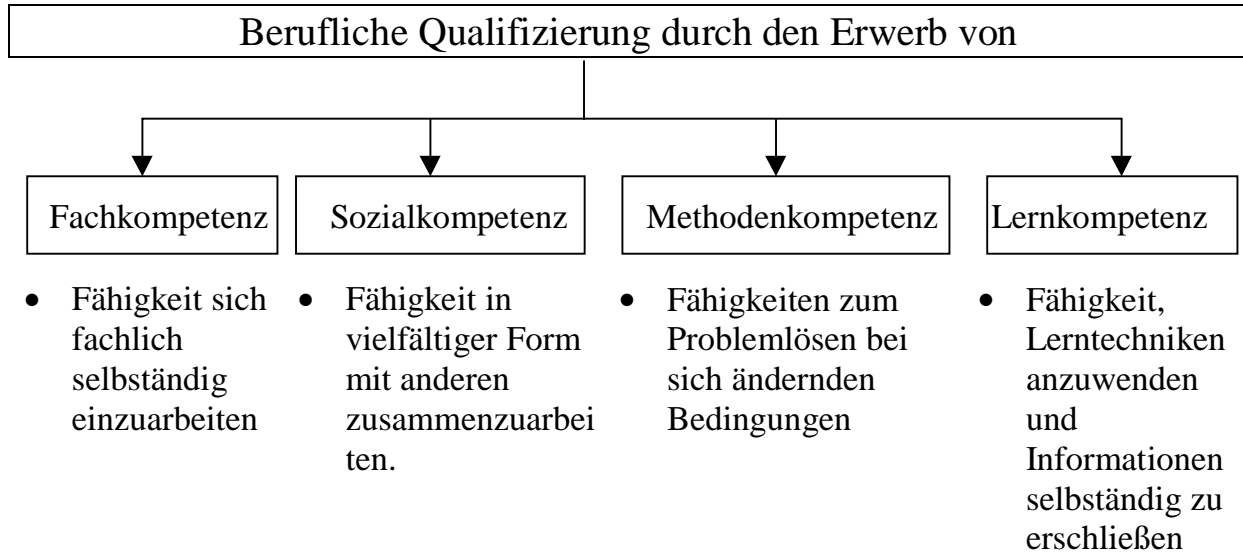 Berufliche Qualifizierung durch den Erwerb von
Fachkompetenz
• Fähigkeit sich
fachlich
selbständig
einzuarbeiten
Sozialkompetenz
• Fähigkeit in
vielfältiger Form
mit anderen
zusammenzuarbei
ten.
Methodenkompetenz
• Fähigkeiten zum
Problemlösen bei
sich ändernden
Bedingungen
Lernkompetenz
• Fähigkeit,
Lerntechniken
anzuwenden
und
Informationen
selbständig zu
erschließen